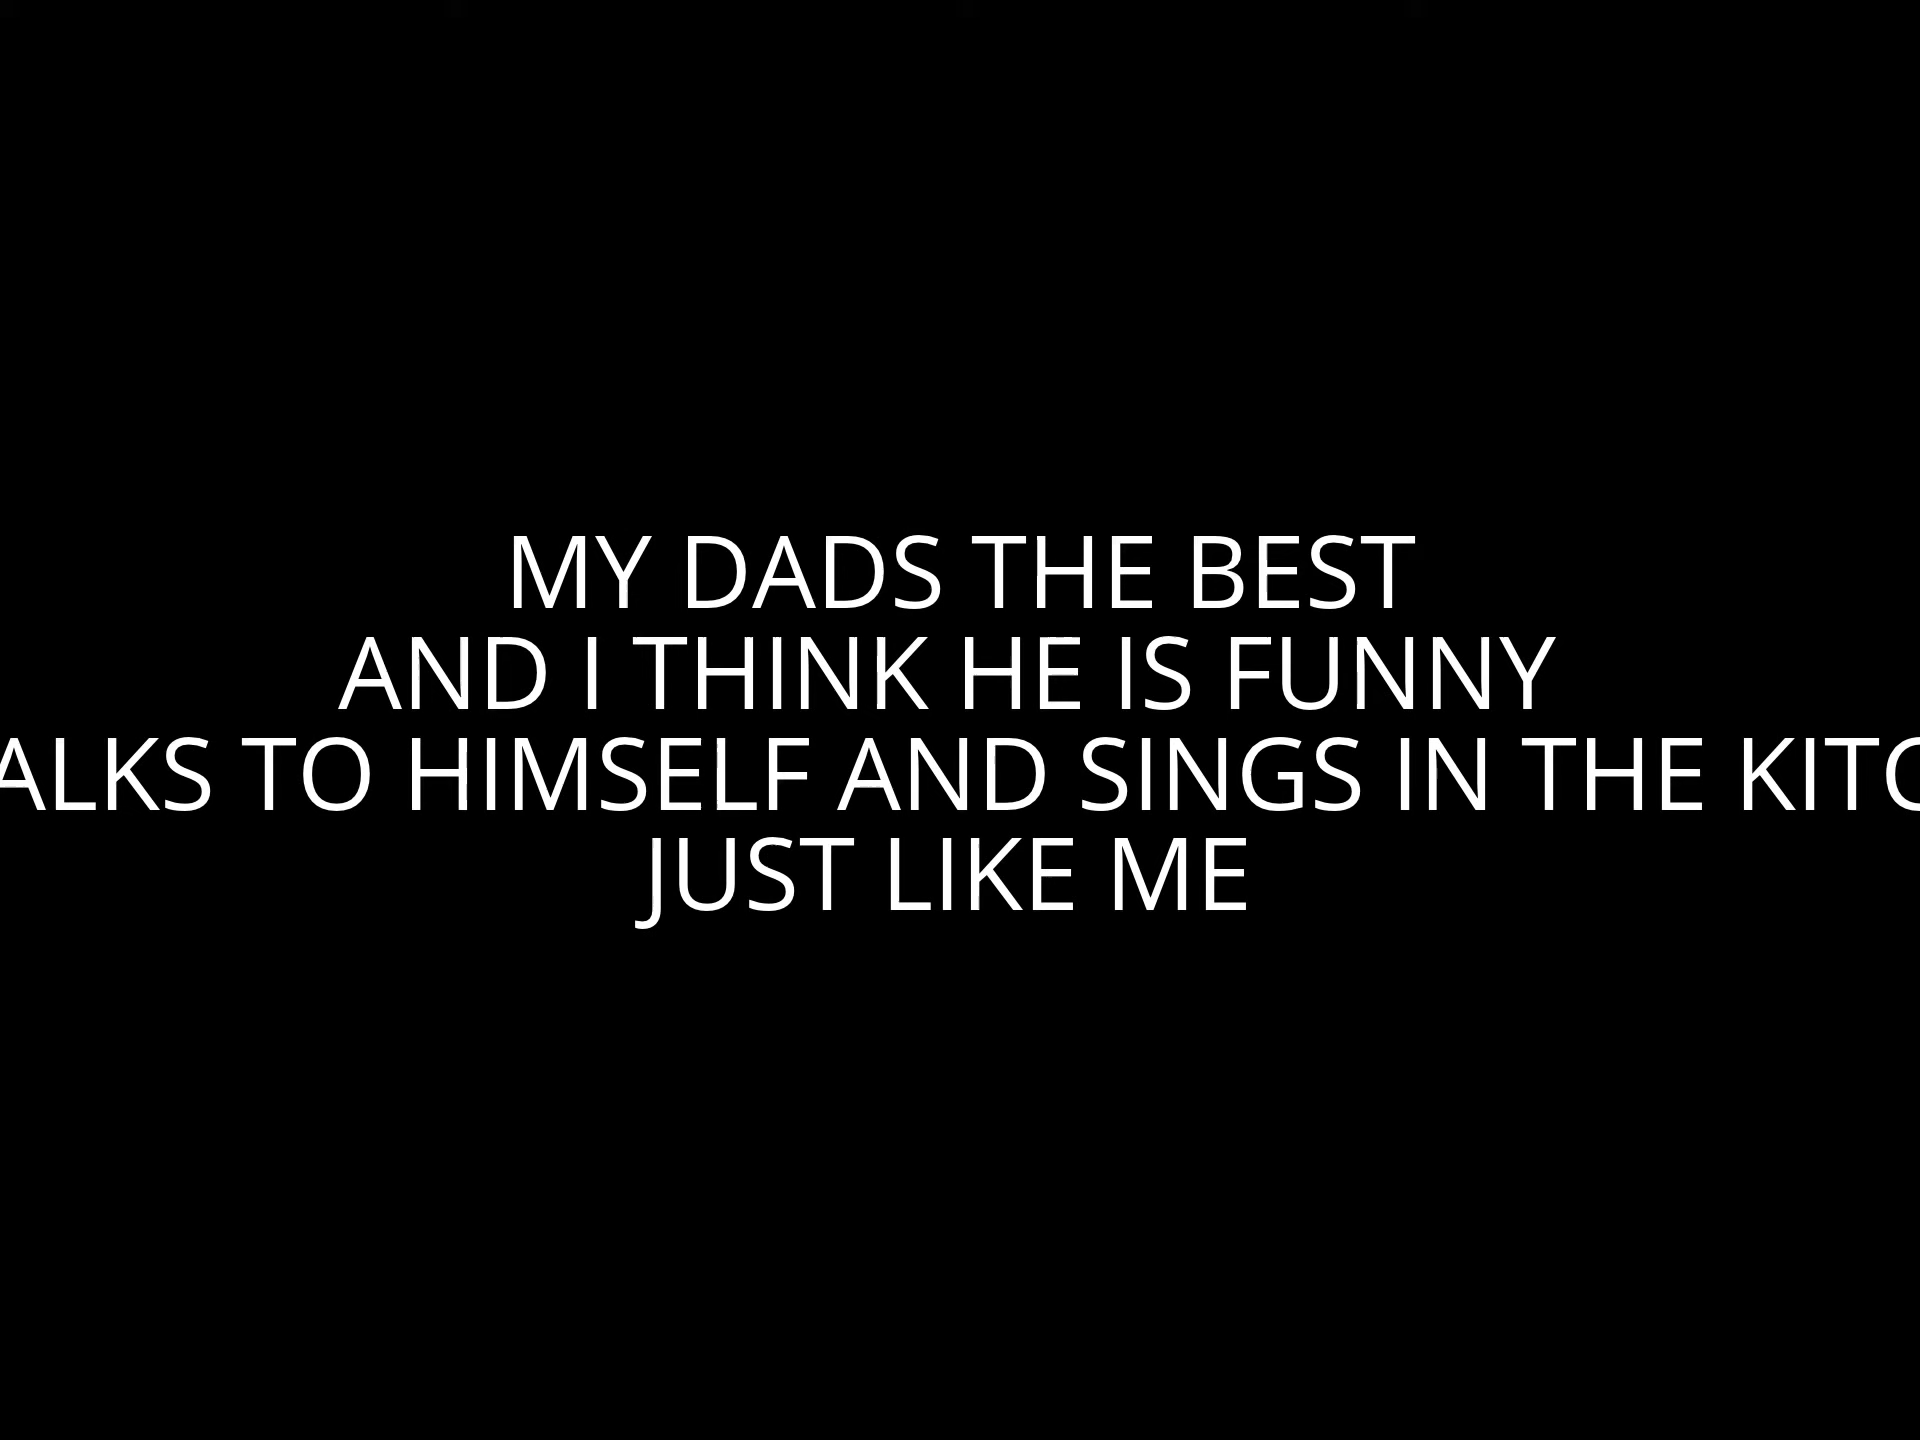 MY DADS THE BEST
AND I THINK HE IS FUNNY
TO HIMSELF AND SINGS IN THE
JUST LIKE ME